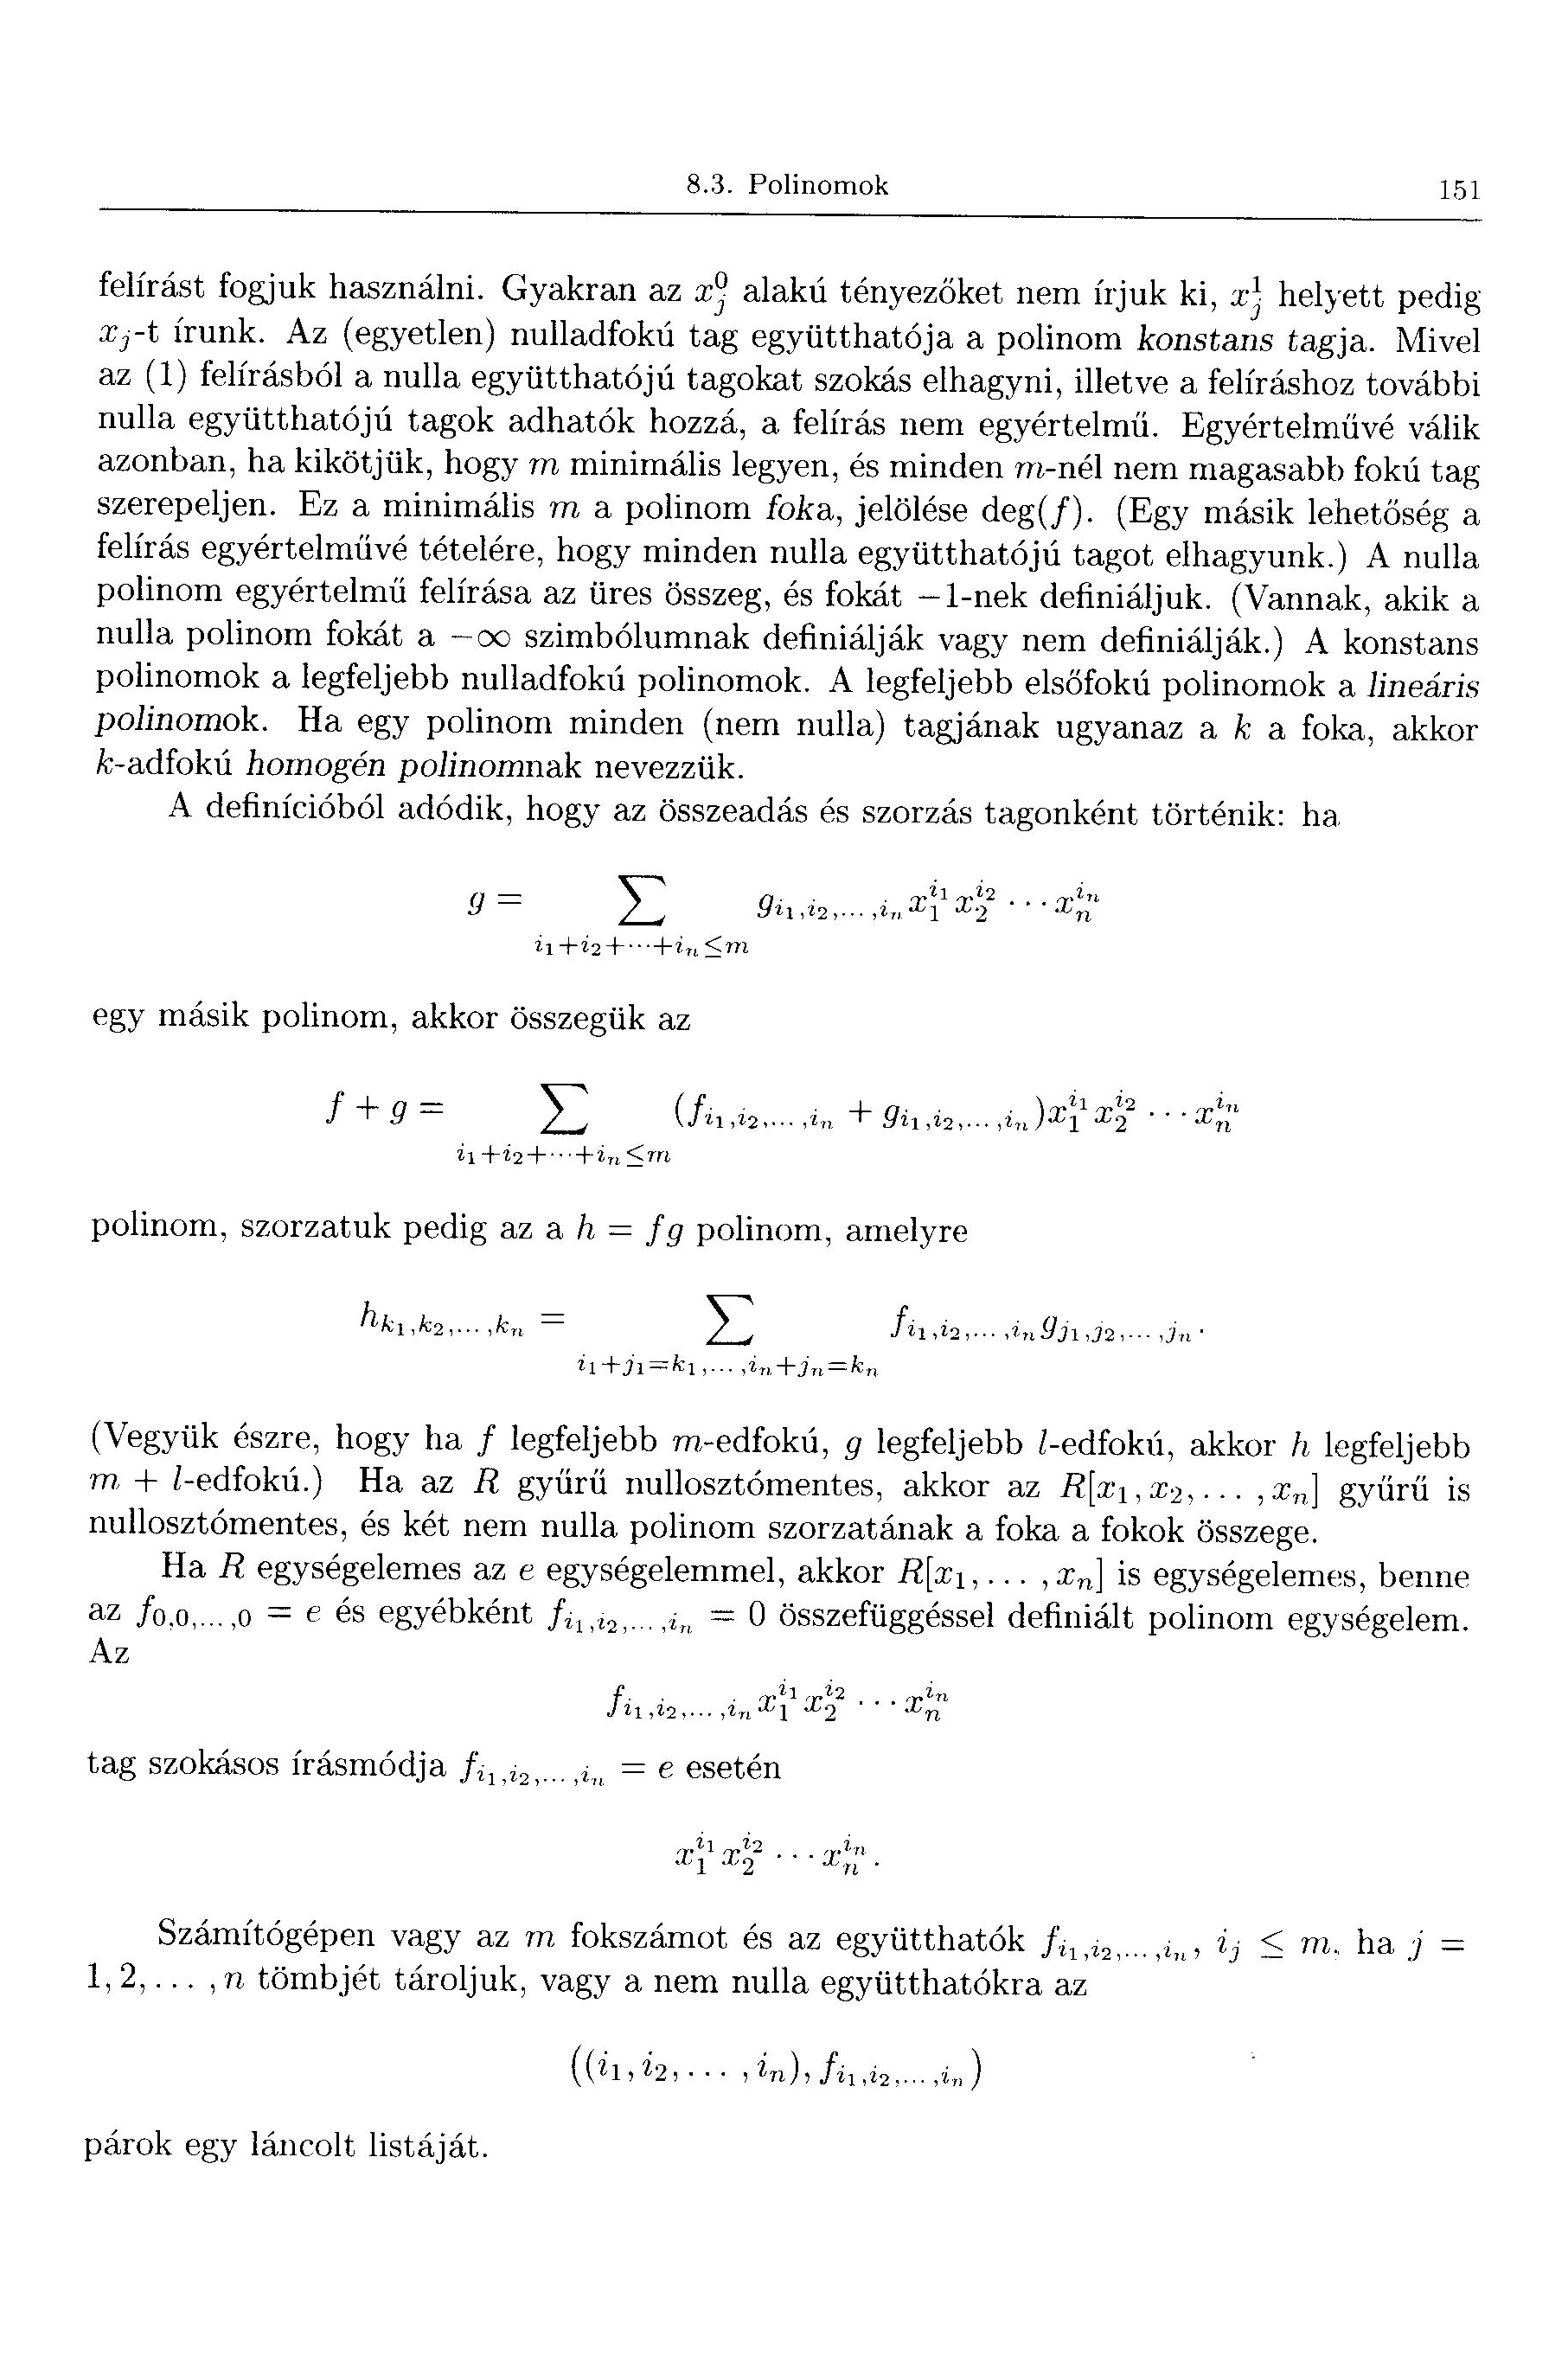 8.3. Polinomok 151
felírást fogjuk használni. Gyakran az $x_j^0$ alakú tényezőket nem írjuk ki, $x_j^1$ helyett pedig
$x_j$-t írunk. Az (egyetlen) nulladfokú tag együtthatója a polinom konstans tagja. Mivel
az (1) felírásból a nulla együtthatójú tagokat szokás elhagyni, illetve a felíráshoz további
nulla együtthatójú tagok adhatók hozzá, a felírás nem egyértelmű. Egyértelművé válik
azonban, ha kikötjük, hogy $m$ minimális legyen, és minden $m$-nél nem magasabb fokú tag
szerepeljen. Ez a minimális $m$ a polinom foka, jelölése $\deg(f)$. (Egy másik lehetőség a
felírás egyértelművé tételére, hogy minden nulla együtthatójú tagot elhagyunk.) A nulla
polinom egyértelmű felírása az üres összeg, és fokát $-1$-nek definiáljuk. (Vannak, akik a
nulla polinom fokát a $-\infty$ szimbólumnak definiálják vagy nem definiálják.) A konstans
polinomok a legfeljebb nulladfokú polinomok. A legfeljebb elsőfokú polinomok a lineáris
polinomok. Ha egy polinom minden (nem nulla) tagjának ugyanaz a $k$ a foka, akkor
$k$-adfokú homogén polinomnak nevezzük.
A definícióból adódik, hogy az összeadás és szorzás tagonként történik: ha
$g = \sum_{i_1+i_2+\cdots+i_n \leq m} g_{i_1,i_2,\ldots,i_n} x_1^{i_1} x_2^{i_2} \cdots x_n^{i_n}$
egy másik polinom, akkor összegük az
$f + g = \sum_{i_1+i_2+\cdots+i_n \leq m} (f_{i_1,i_2,\ldots,i_n} + g_{i_1,i_2,\ldots,i_n}) x_1^{i_1} x_2^{i_2} \cdots x_n^{i_n}$
polinom, szorzatuk pedig az a $h = fg$ polinom, amelyre
$h_{k_1,k_2,\ldots,k_n} = \sum_{i_1+j_1=k_1,\ldots,i_n+j_n=k_n} f_{i_1,i_2,\ldots,i_n} g_{j_1,j_2,\ldots,j_n}.$
(Vegyük észre, hogy ha $f$ legfeljebb $m$-edfokú, $g$ legfeljebb $l$-edfokú, akkor $h$ legfeljebb
$m + l$-edfokú.) Ha az $R$ gyűrű nullosztómentes, akkor az $R[x_1, x_2, \ldots, x_n]$ gyűrű is
nullosztómentes, és két nem nulla polinom szorzatának a foka a fokok összege.
Ha $R$ egységelemes az $e$ egységelemmel, akkor $R[x_1, \ldots, x_n]$ is egységelemes, benne
az $f_{0,0,\ldots,0} = e$ és egyébként $f_{i_1,i_2,\ldots,i_n} = 0$ összefüggéssel definiált polinom egységelem.
Az
$f_{i_1,i_2,\ldots,i_n} x_1^{i_1} x_2^{i_2} \cdots x_n^{i_n}$
tag szokásos írásmódja $f_{i_1,i_2,\ldots,i_n} = e$ esetén
$x_1^{i_1} x_2^{i_2} \cdots x_n^{i_n}.$
Számítógépen vagy az $m$ fokszámot és az együtthatók $f_{i_1,i_2,\ldots,i_n}$, $i_j \leq m$, ha $j =$
$1, 2, \ldots, n$ tömbjét tároljuk, vagy a nem nulla együtthatókra az
$((i_1, i_2, \ldots, i_n), f_{i_1,i_2,\ldots,i_n})$
párok egy láncolt listáját.